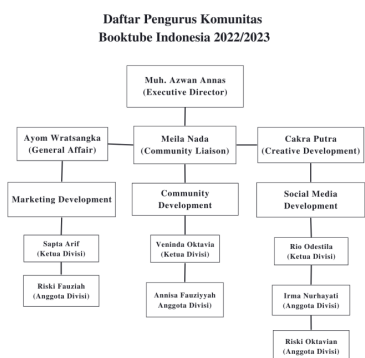 Daftar Pengurus Komunitas
Booktube Indonesia 2022/2023
Muh. Azwan Annas
(Executive Director)
Ayom Wratsangka
(General Affair)
Meila Nada
(Community Liaison)
Cakra Putra
(Creative Development)
Marketing Development
Community
Development
Social Media
Development
Sapta Arif
(Ketua Divisi)
Veninda Oktavia
(Ketua Divisi)
Rio Odestila
(Ketua Divisi)
Riski Fauziah
(Anggota Divisi)
Annisa Fauziyyah
Anggota Divisi)
Irma Nurhayati
(Anggota Divisi)
Riski Oktavian
(Anggota Divisi)